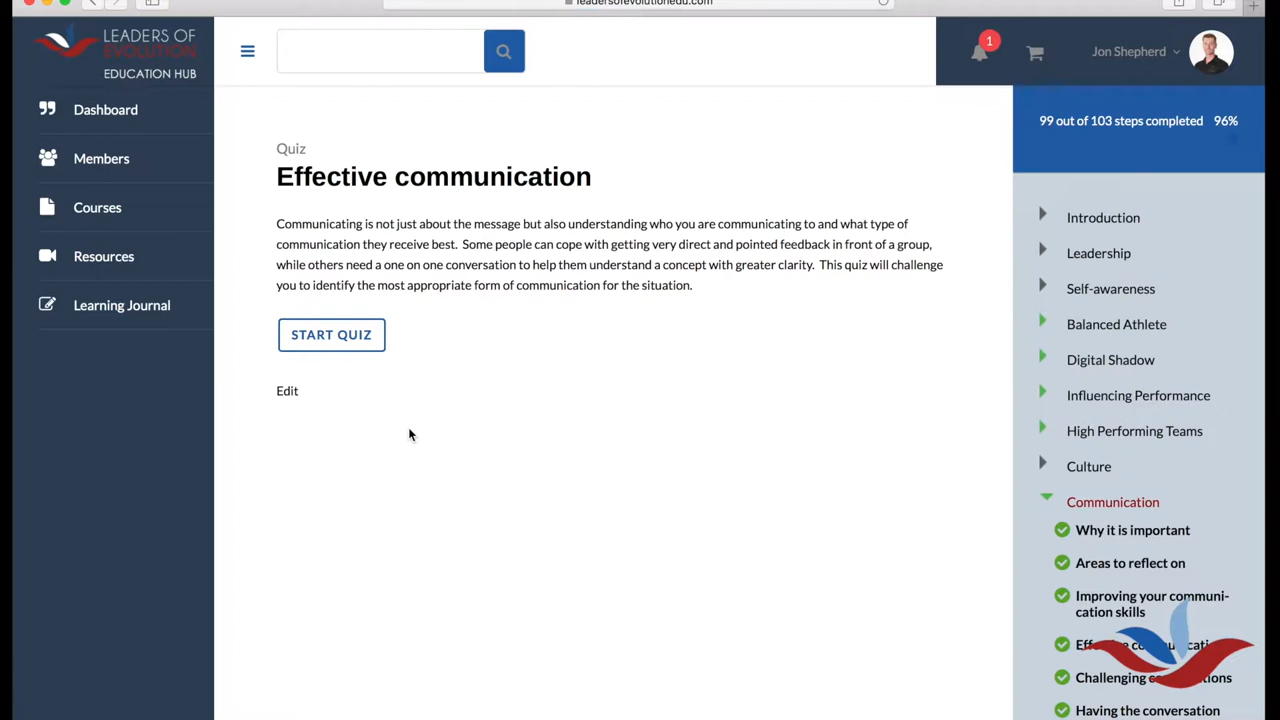 leadersofevolutionedu.com
LEADERS OF
EVOLUTION
EDUCATION HUB
1
Jon Shepherd
Dashboard
Members
Courses
Resources
Learning Journal
Quiz
Effective communication
Communicating is not just about the message but also understanding who you are communicating to and what type of
communication they receive best. Some people can cope with getting very direct and pointed feedback in front of a group,
while others need a one on one conversation to help them understand a concept with greater clarity. This quiz will challenge
you to identify the most appropriate form of communication for the situation.
START QUIZ
Edit
99 out of 103 steps completed 96%
Introduction
Leadership
Self-awareness
Balanced Athlete
Digital Shadow
Influencing Performance
High Performing Teams
Culture
Communication
Why it is important
Areas to reflect on
Improving your communi-
cation skills
Challenging
Having the conversation